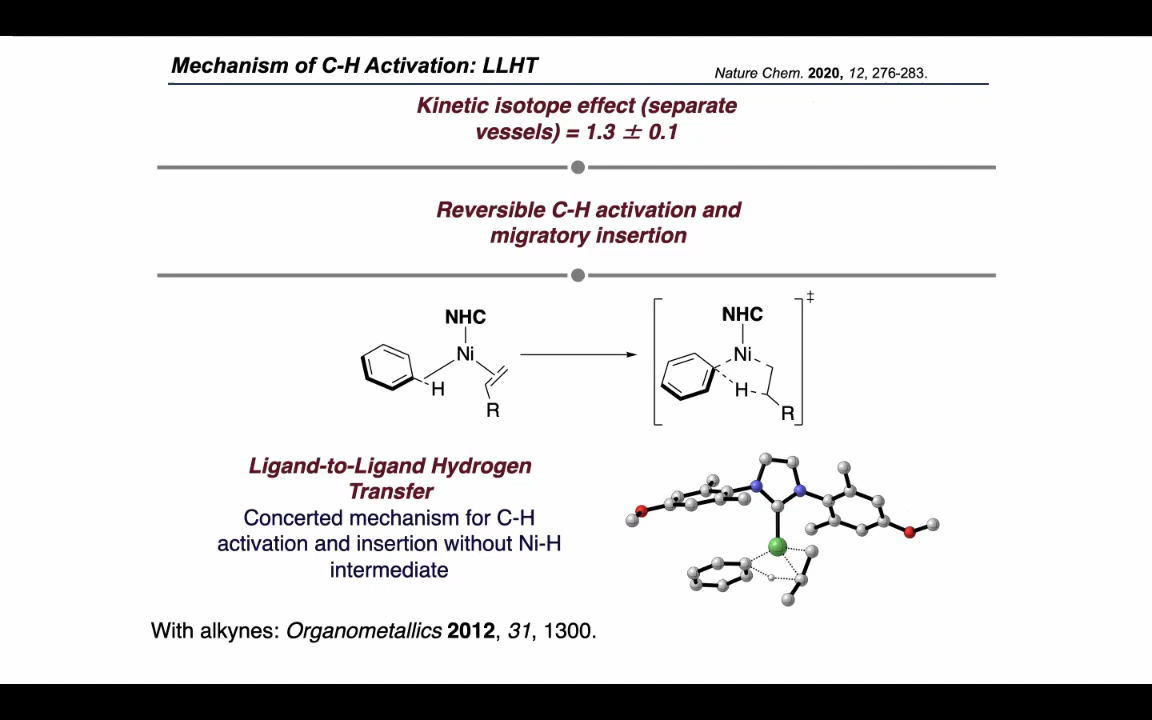 Mechanism of C-H Activation: LLHT
Nature Chem. 2020, 12, 276-283.
Kinetic isotope effect (separate
vessels) = 1.3 ± 0.1
Reversible C-H activation and
migratory insertion
NHC
Ni
H
R
NHC
Ni
H
R
‡
Ligand-to-Ligand Hydrogen
Transfer
Concerted mechanism for C-H
activation and insertion without Ni-H
intermediate
With alkynes: Organometallics 2012, 31, 1300.